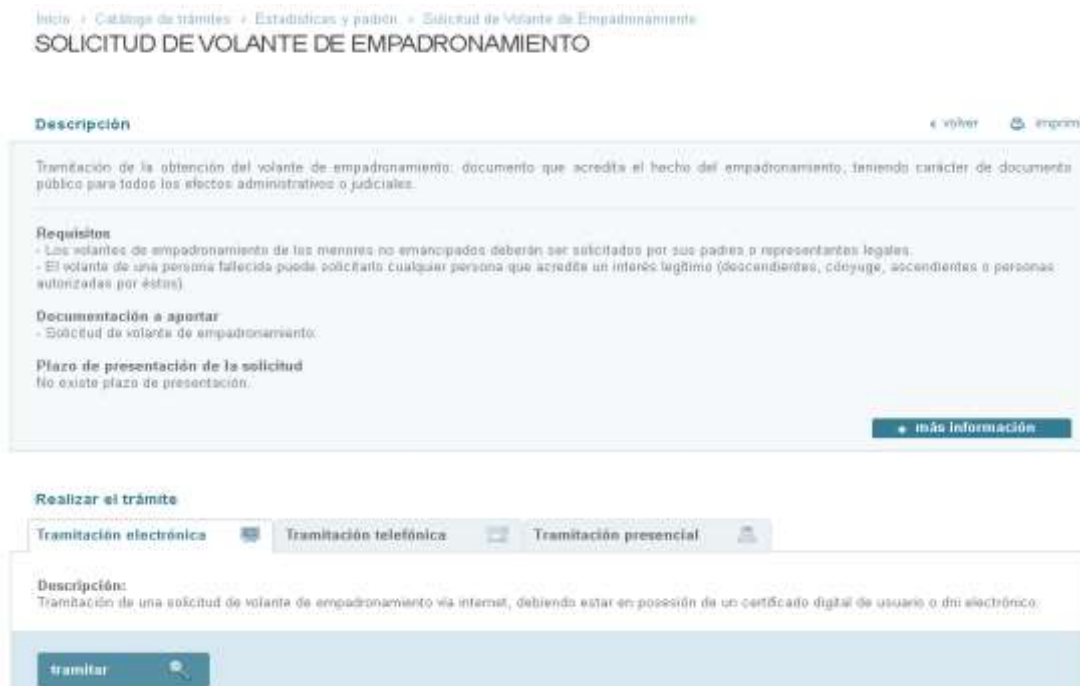 Inicio > Catálogo de trámites > Estadísticas y padrón > Solicitud de Volante de Empadronamiento
SOLICITUD DE VOLANTE DE EMPADRONAMIENTO
Descripción
volver
imprim
Tramitación de la obtención del volante de empadronamiento: documento que acredita el hecho del empadronamiento, teniendo carácter de documento
público para todos los efectos administrativos o judiciales.
Requisitos
- Los volantes de empadronamiento de los menores no emancipados deberán ser solicitados por sus padres o representantes legales.
- El volante de una persona fallecida puede solicitarlo cualquier persona que acredite un interés legítimo (descendientes, cónyuge, ascendientes o personas
autorizadas por éstos).
Documentación a aportar
- Solicitud de volante de empadronamiento.
Plazo de presentación de la solicitud
No existe plazo de presentación.
más información
Realizar el trámite
Tramitación electrónica
Tramitación telefónica
Tramitación presencial
Descripción:
Tramitación de una solicitud de volante de empadronamiento vía internet, debiendo estar en posesión de un certificado digital de usuario o dni electrónico.
tramitar